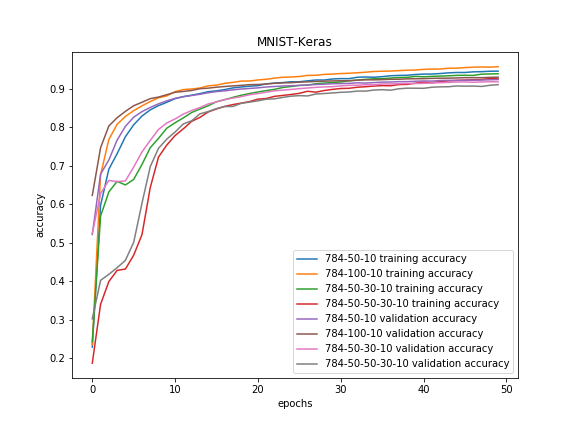 MNIST-Keras
accuracy
0.9
0.8
0.7
0.6
0.5
0.4
0.3
0.2
784-50-10 training accuracy
784-100-10 training accuracy
784-50-30-10 training accuracy
784-50-50-30-10 training accuracy
784-50-10 validation accuracy
784-100-10 validation accuracy
784-50-30-10 validation accuracy
784-50-50-30-10 validation accuracy
0 10 20 30 40 50
epochs